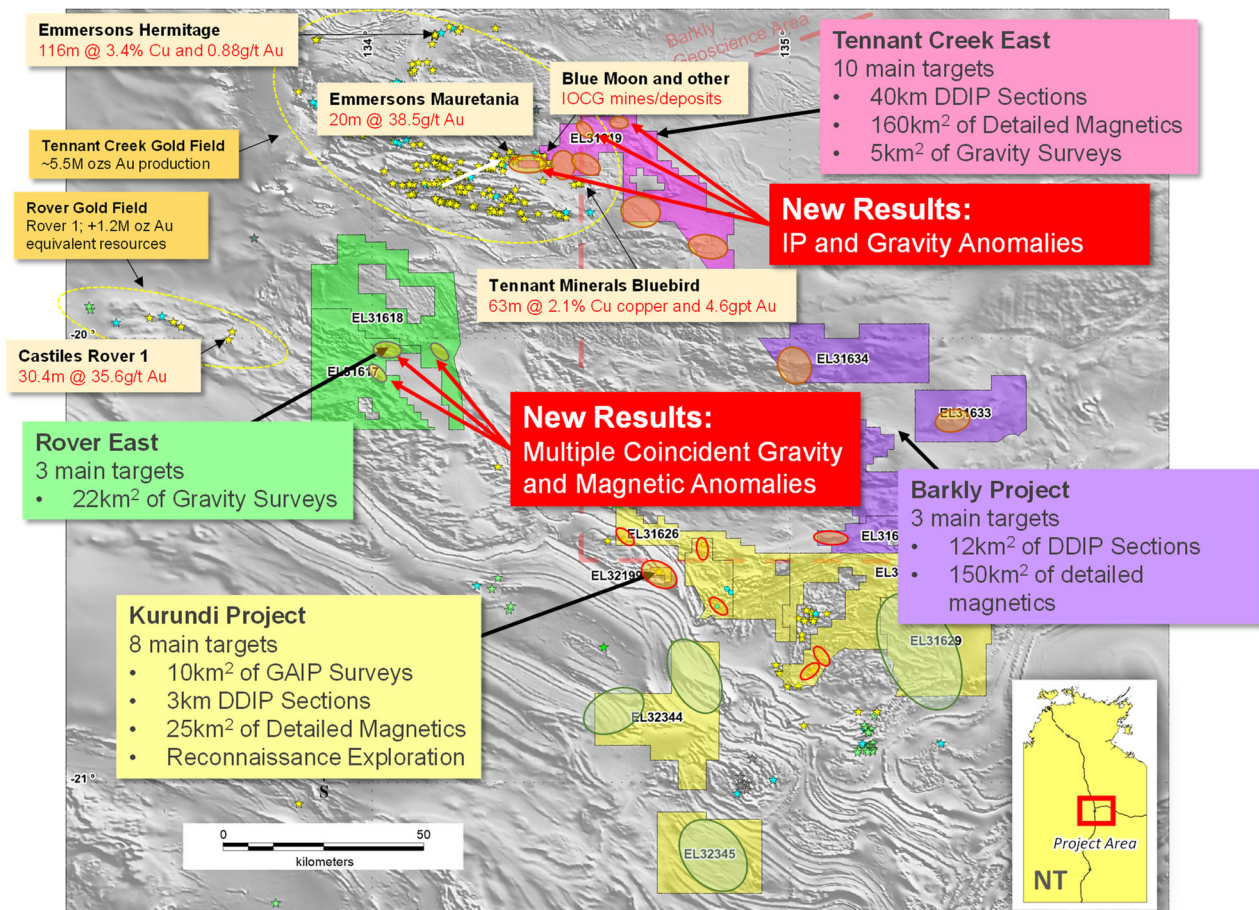 Emmersons Hermitage
116m @ 3.4% Cu and 0.88g/t Au
134°
135°
Barkly
Geoscience Area
Tennant Creek East
10 main targets
• 40km DDIP Sections
• 160km² of Detailed Magnetics
• 5km² of Gravity Surveys
Blue Moon and other
IOCG mines/deposits
Emmersons Mauretania
20m @ 38.5g/t Au
Tennant Creek Gold Field
~5.5M ozs Au production
New Results:
IP and Gravity Anomalies
Rover Gold Field
Rover 1; +1.2M oz Au
equivalent resources
Tennant Minerals Bluebird
63m @ 2.1% Cu copper and 4.6gpt Au
EL31618
-20°
Castiles Rover 1
30.4m @ 35.6g/t Au
EL31617
EL31634
EL31633
New Results:
Multiple Coincident Gravity
and Magnetic Anomalies
Rover East
3 main targets
• 22km² of Gravity Surveys
Barkly Project
3 main targets
• 12km² of DDIP Sections
• 150km² of detailed
magnetics
EL31626
EL32199
Kurundi Project
8 main targets
• 10km² of GAIP Surveys
• 3km DDIP Sections
• 25km² of Detailed Magnetics
• Reconnaissance Exploration
EL31629
EL32344
-21°
S
0
50
kilometers
EL32345
Project Area
NT